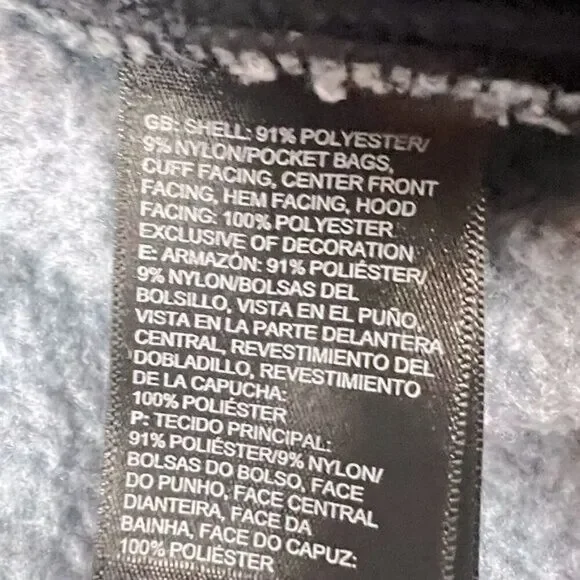 GB: SHELL: 91% POLYESTER/
9% NYLON/POCKET BAGS,
CUFF FACING, CENTER FRONT
FACING, HEM FACING, HOOD
FACING: 100% POLYESTER
EXCLUSIVE OF DECORATION
E: ARMAZÓN: 91% POLIÉSTER/
9% NYLON/BOLSAS DEL
BOLSILLO, VISTA EN EL PUÑO,
VISTA EN LA PARTE DELANTERA
CENTRAL, REVESTIMIENTO DEL
DOBLADILLO, REVESTIMIENTO
DE LA CAPUCHA:
100% POLIÉSTER
P: TECIDO PRINCIPAL:
91% POLIÉSTER/9% NYLON/
BOLSAS DO BOLSO, FACE
DO PUNHO, FACE CENTRAL
DIANTEIRA, FACE DA
BAINHA, FACE DO CAPUZ:
100% POLIÉSTER